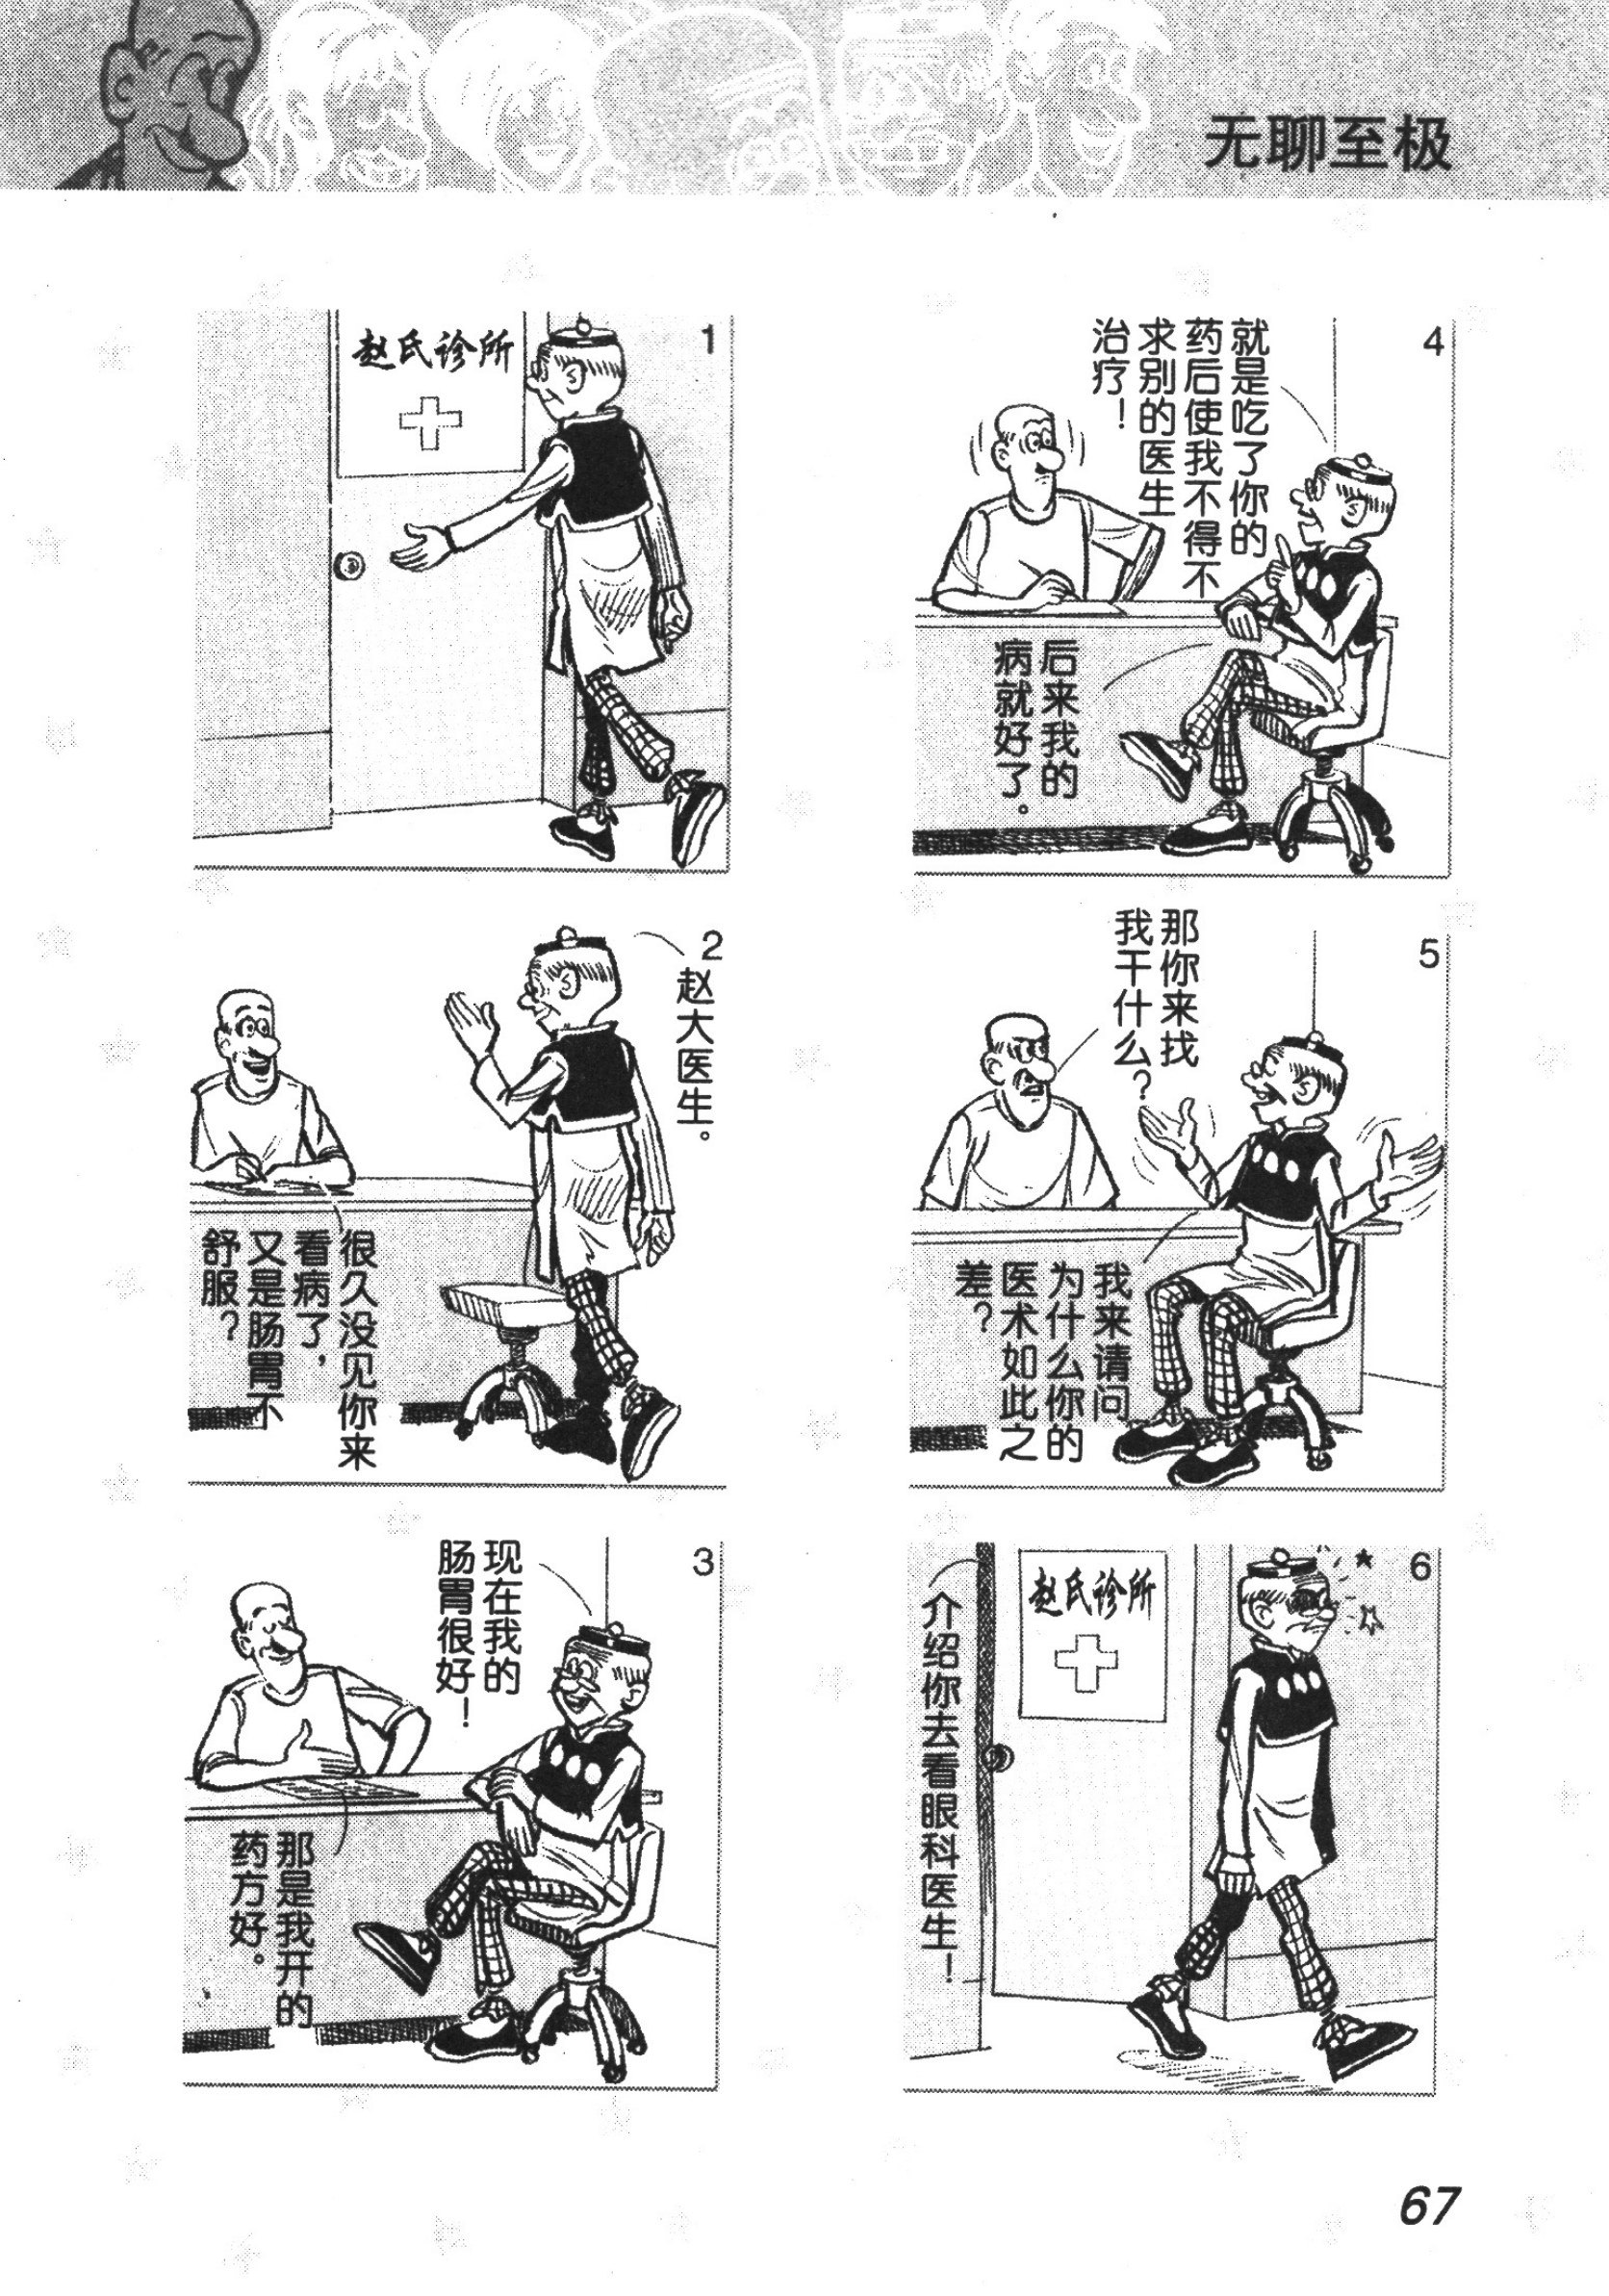 无聊至极
1
赵氏诊所
2
赵大医生。
很久没见你来
看病了，
又是肠胃不
舒服？
3
现在我的
肠胃很好！
那是我开的
药方好。
4
就是吃了你的
药后使我不得不
求别的医生
治疗！
后来我的
病就好了。
5
那你来找
我干什么？
我来请问
为什么你的
医术如此之
差？
6
赵氏诊所
介绍你去看眼科医生！
67